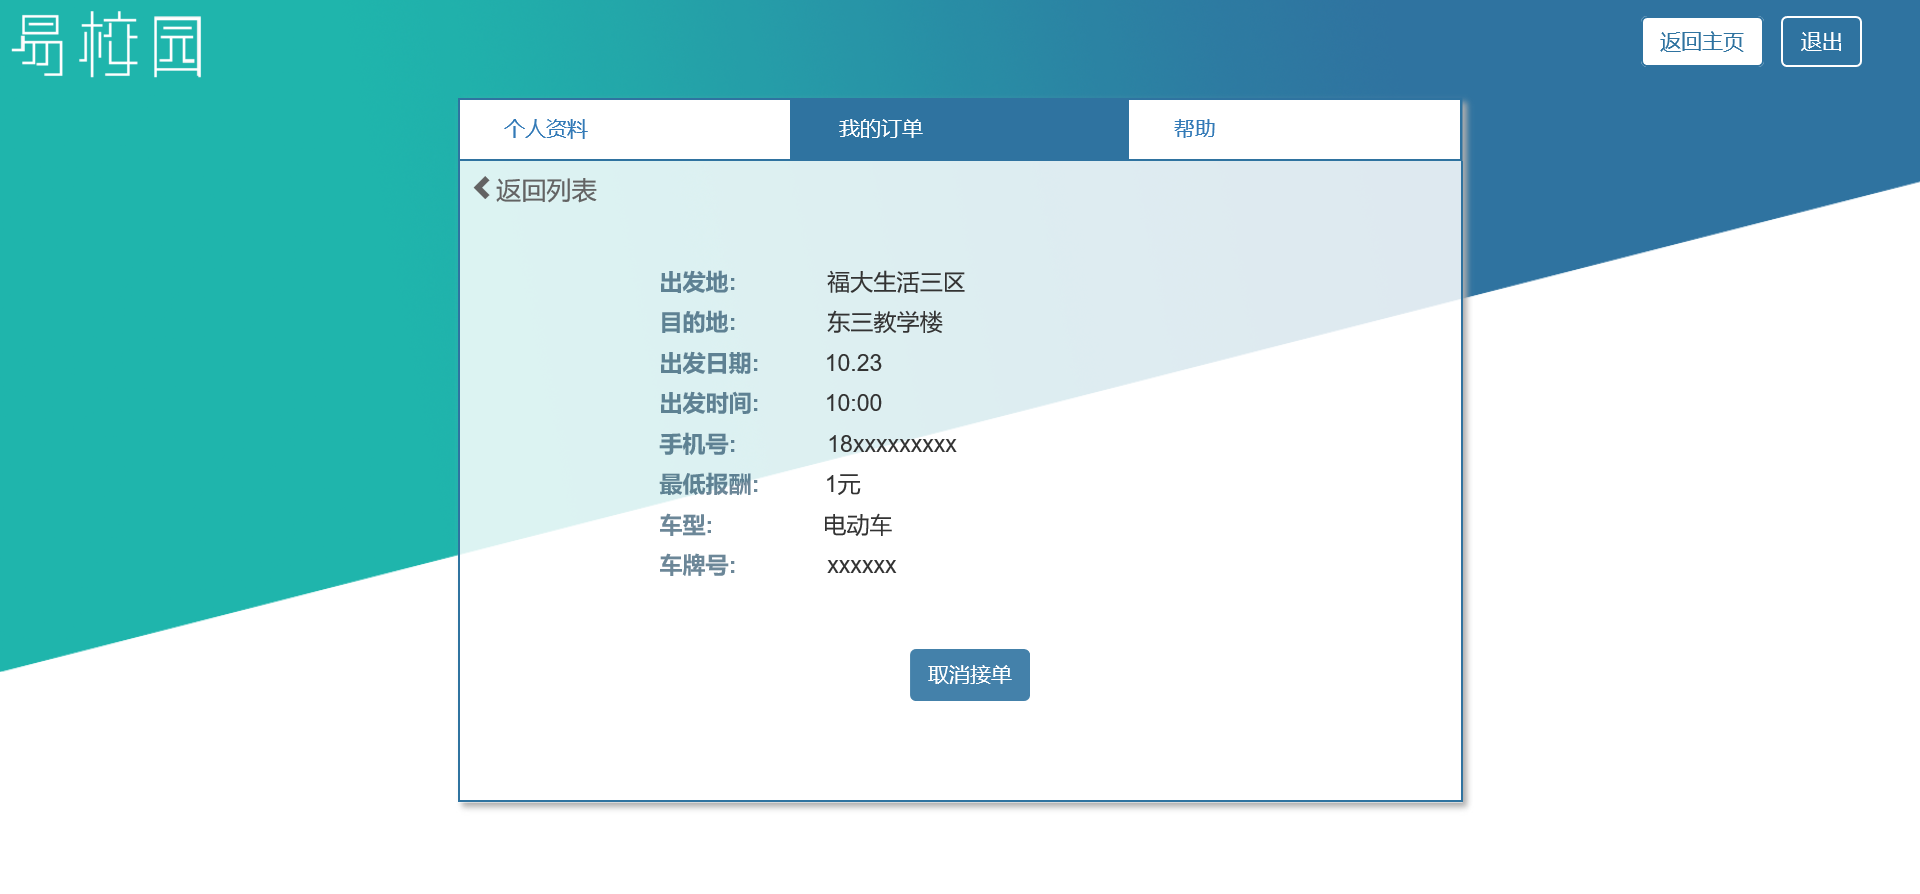 易校园
返回主页 退出
个人资料 我的订单 帮助
返回列表
出发地: 福大生活三区
目的地: 东三教学楼
出发日期: 10.23
出发时间: 10:00
手机号: 18xxxxxxxxx
最低报酬: 1元
车型: 电动车
车牌号: xxxxxx
取消接单